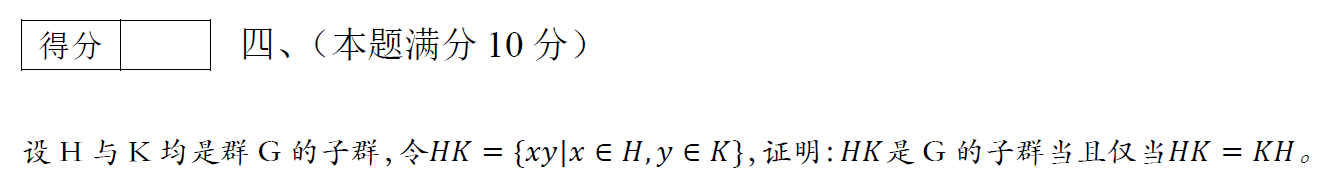 得分 四、（本题满分 10 分）
设 H 与 K 均是群 G 的子群，令HK = {xy|x ∈ H, y ∈ K}，证明：HK是 G 的子群当且仅当HK = KH。